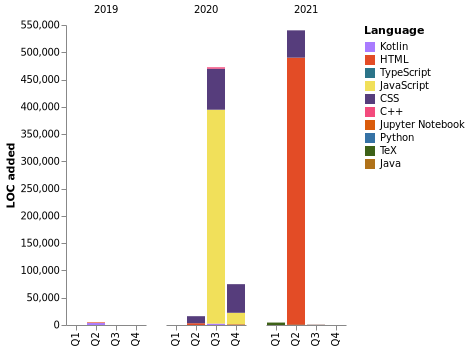 2019 2020 2021
LOC added
550,000
500,000
450,000
400,000
350,000
300,000
250,000
200,000
150,000
100,000
50,000
0
Q1 Q2 Q3 Q4 Q1 Q2 Q3 Q4 Q1 Q2 Q3 Q4
Language
Kotlin
HTML
TypeScript
JavaScript
CSS
C++
Jupyter Notebook
Python
TeX
Java